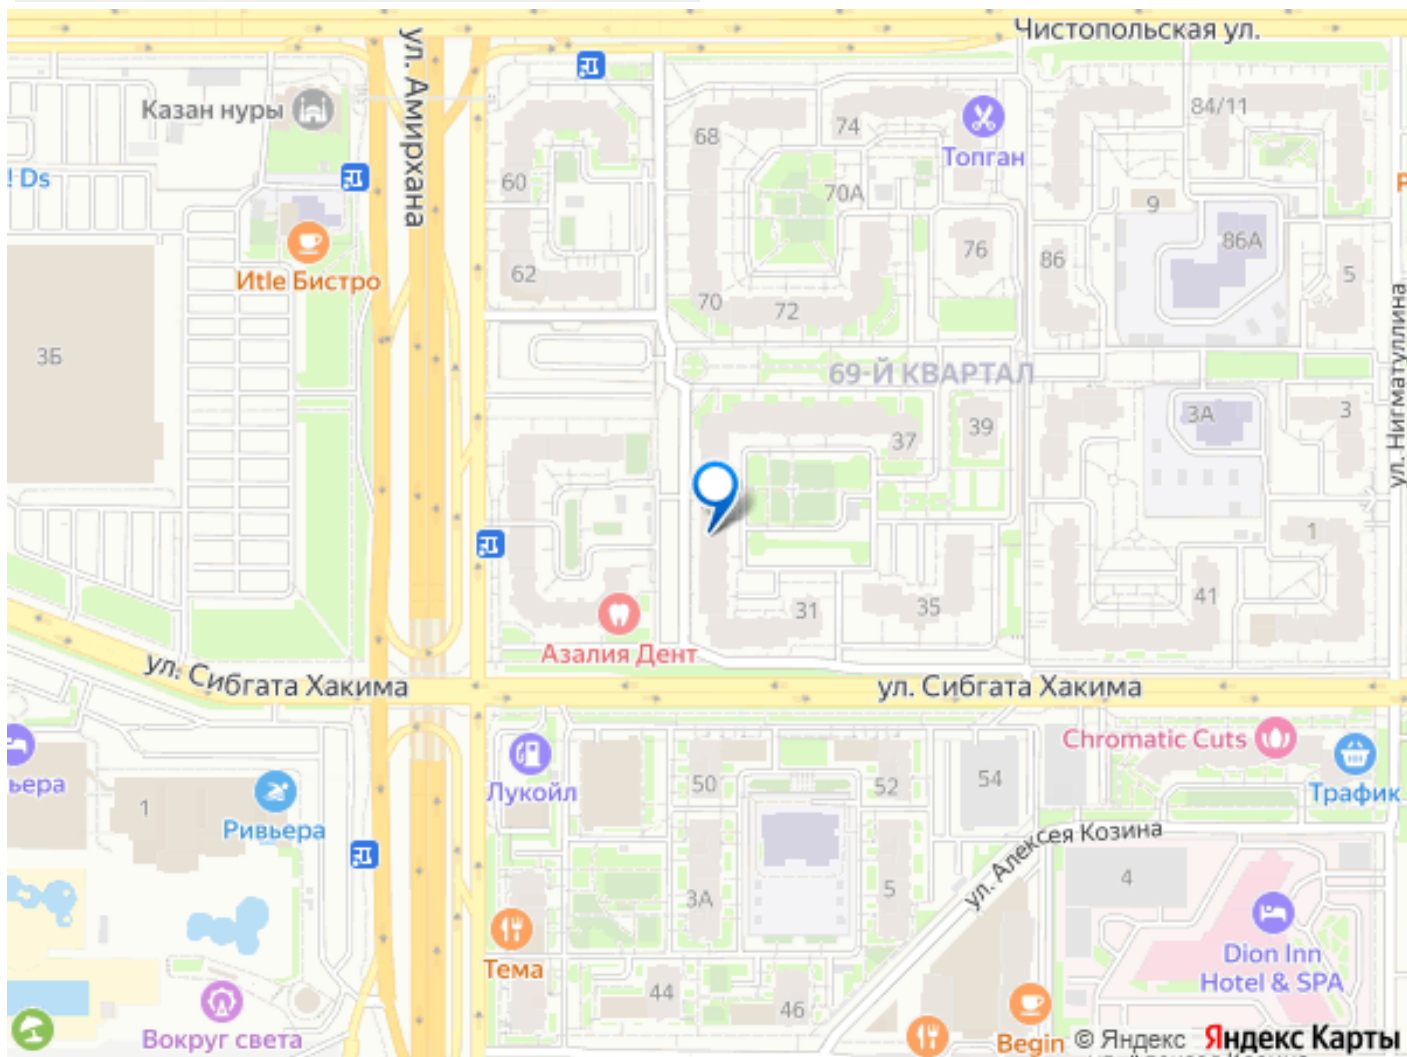 Чистопольская ул.
ул. Амирхана
Казан нуры
84/11
68
74
Топган
! Ds
60
70А
9
76
86А
86
62
5
Itle Бистро
70
72
ул. Нигматуллина
3Б
69-Й КВАРТАЛ
3А
3
37
39
1
31
35
41
Азалия Дент
ул. Сибгата Хакима
ул. Сибгата Хакима
Chromatic Cuts
ьера
50
52
54
Лукойл
Трафик
1
Ривьера
ул. Алексея Козина
4
3А
5
Тема
Dion Inn
Hotel & SPA
44
46
Вокруг света
Begin
© Яндекс Яндекс Карты